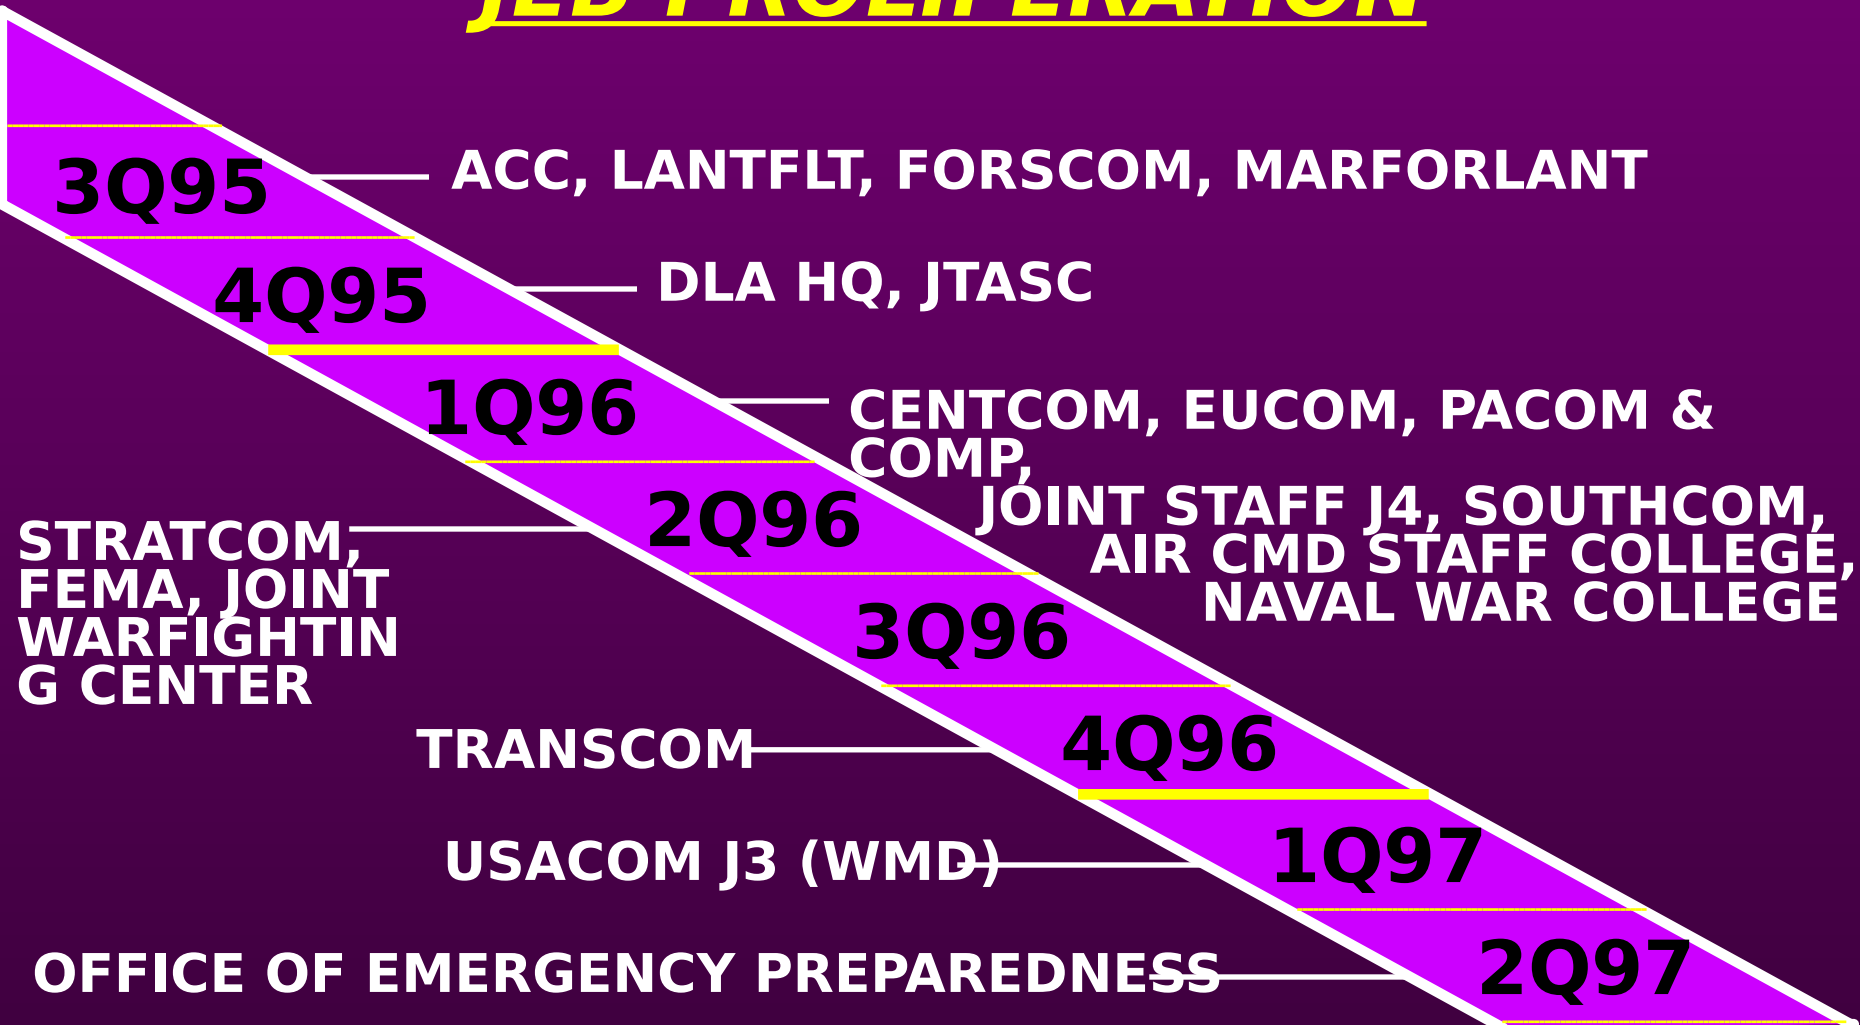 JEB PROLIFERATION
3Q95
ACC, LANTFLT, FORSCOM, MARFORLANT
4Q95
DLA HQ, JTASC
1Q96
CENTCOM, EUCOM, PACOM &
COMP,
JOINT STAFF J4, SOUTHCOM,
AIR CMD STAFF COLLEGE,
NAVAL WAR COLLEGE
2Q96
STRATCOM,
FEMA, JOINT
WARFIGHTIN
G CENTER
3Q96
4Q96
TRANSCOM
1Q97
USACOM J3 (WMD)
2Q97
OFFICE OF EMERGENCY PREPAREDNESS